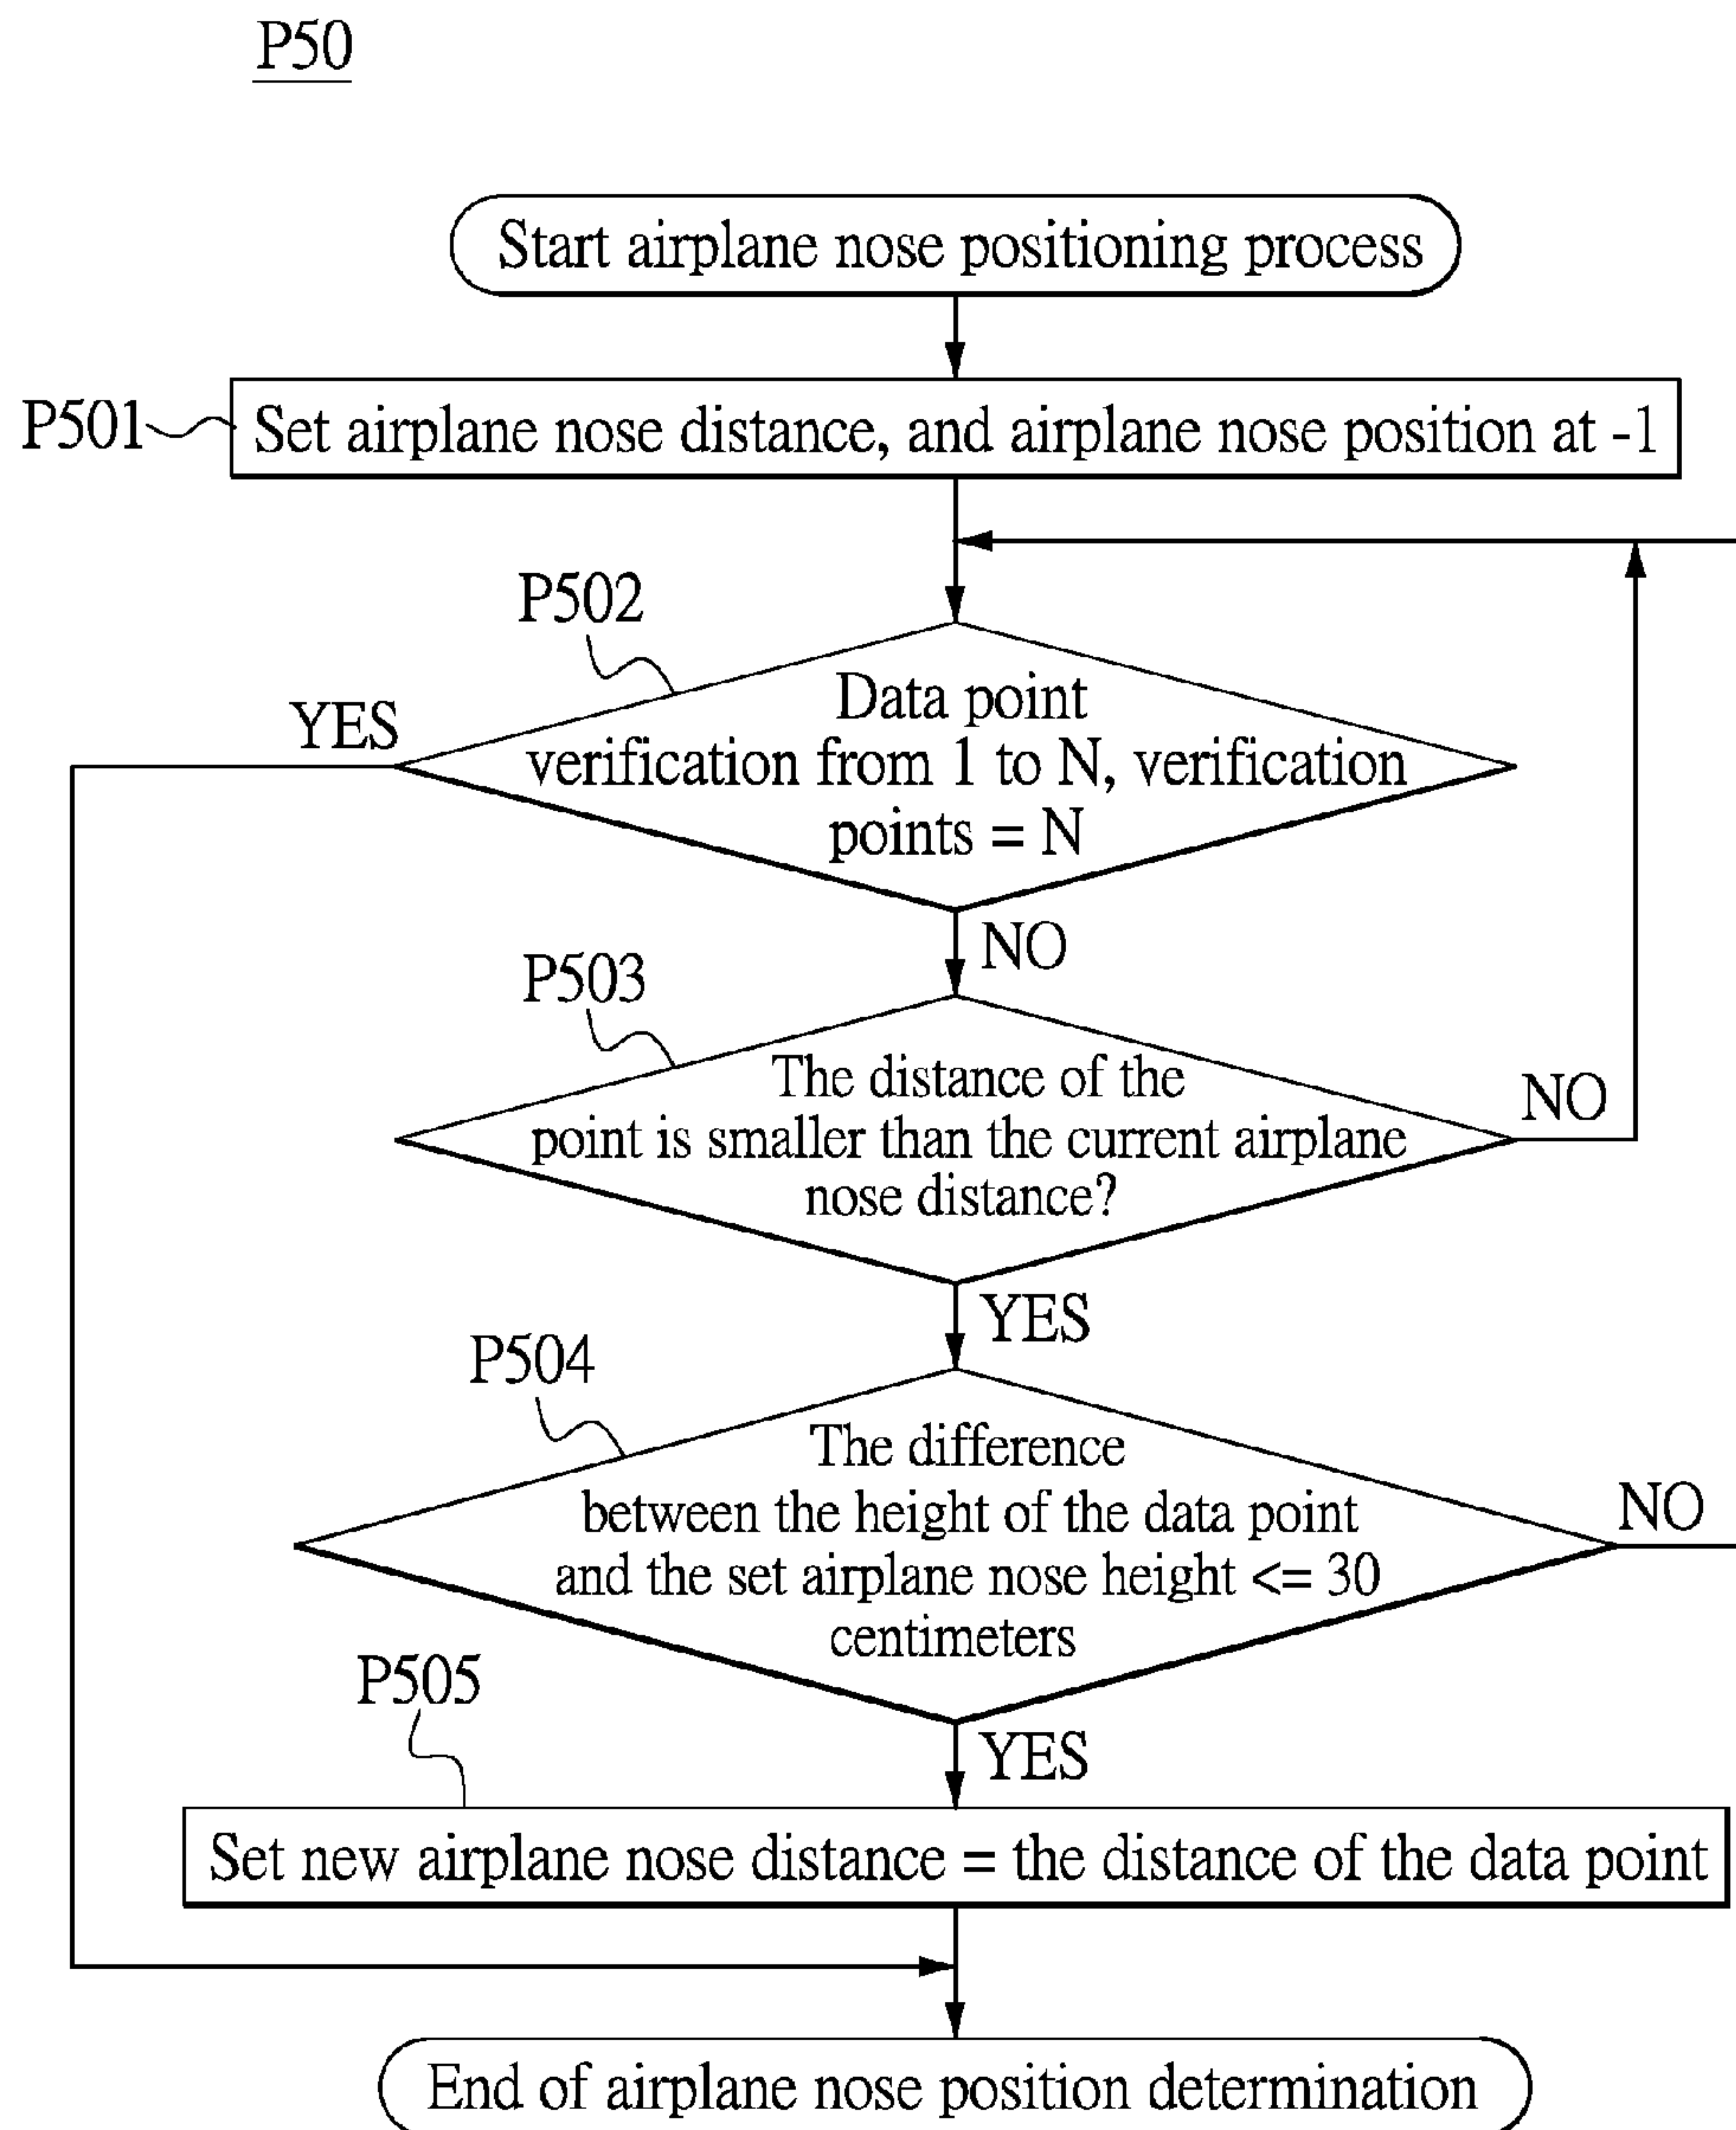 P50
Start airplane nose positioning process
P501
Set airplane nose distance, and airplane nose position at -1
P502
YES
Data point
verification from 1 to N, verification
points = N
NO
P503
The distance of the
point is smaller than the current airplane
nose distance?
NO
YES
P504
The difference
between the height of the data point
and the set airplane nose height <= 30
centimeters
NO
P505
YES
Set new airplane nose distance = the distance of the data point
End of airplane nose position determination